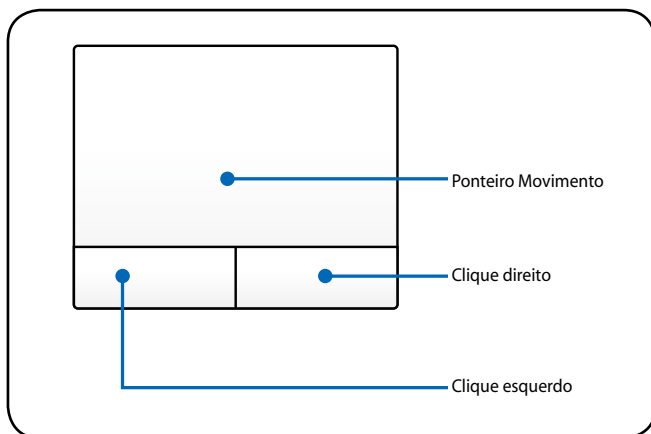 Ponteiro Movimento
Clique direito
Clique esquerdo